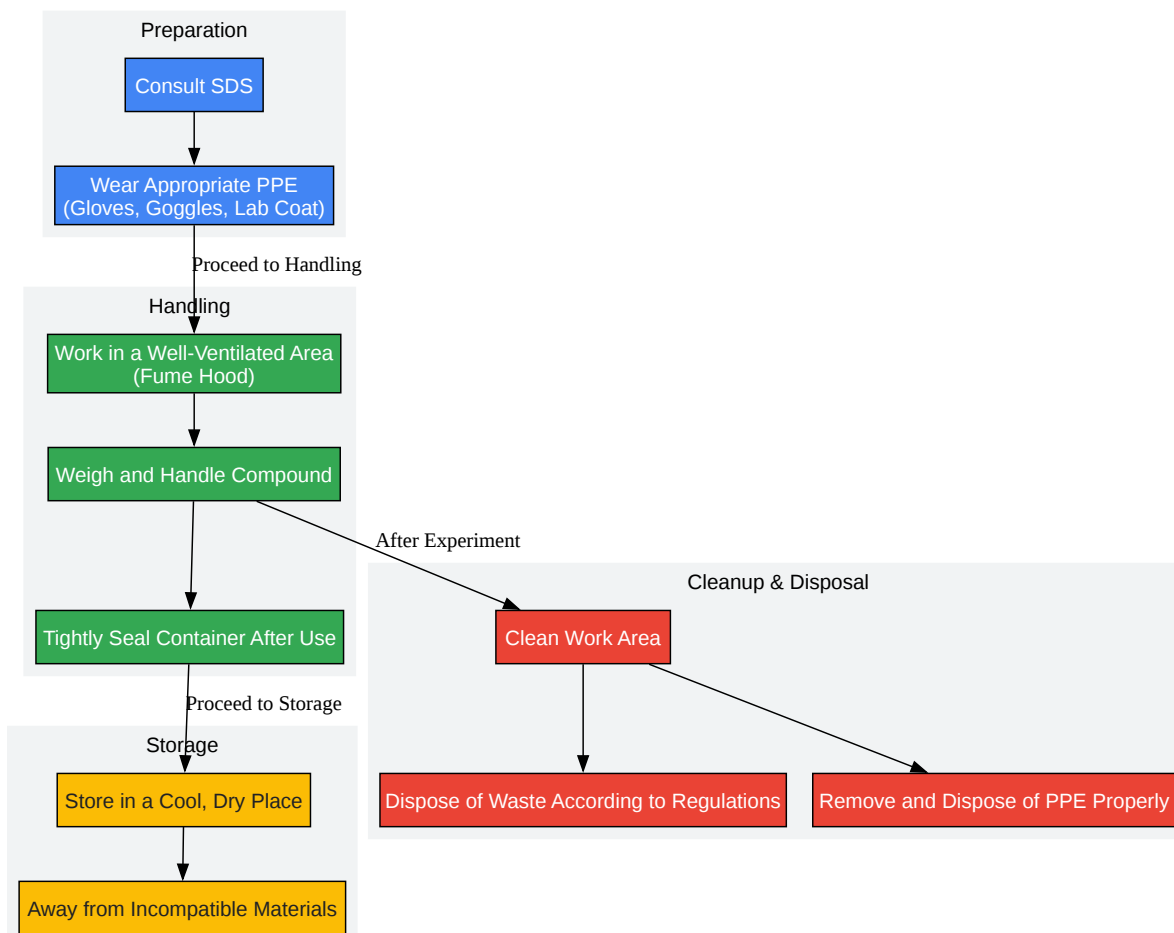 Preparation
Consult SDS
Wear Appropriate PPE
(Gloves, Goggles, Lab Coat)
Proceed to Handling
Handling
Work in a Well-Ventilated Area
(Fume Hood)
Weigh and Handle Compound
After Experiment
Cleanup & Disposal
Tightly Seal Container After Use
Clean Work Area
Proceed to Storage
Storage
Store in a Cool, Dry Place
Dispose of Waste According to Regulations
Remove and Dispose of PPE Properly
Away from Incompatible Materials